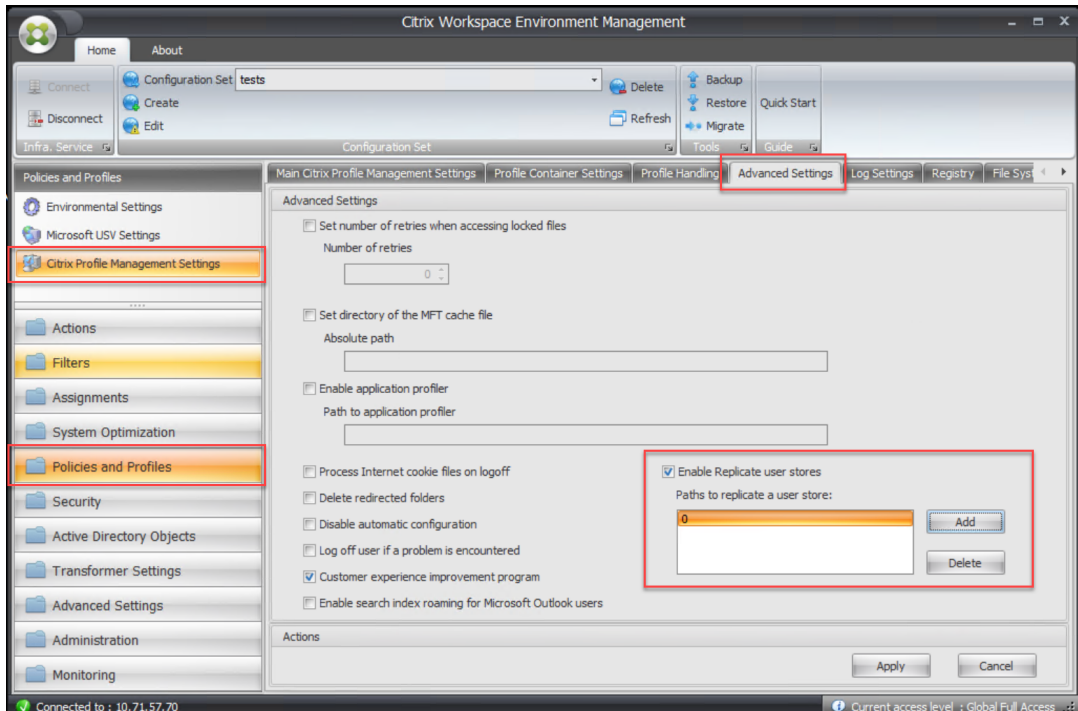 Citrix Workspace Environment Management
Home About
Connect
Disconnect
Infra. Service
Configuration Set tests
Create
Edit
Delete
Refresh
Configuration Set
Backup
Restore
Migrate
Tools
Quick Start
Guide
Policies and Profiles
Environmental Settings
Microsoft USV Settings
Citrix Profile Management Settings
Actions
Filters
Assignments
System Optimization
Policies and Profiles
Security
Active Directory Objects
Transformer Settings
Advanced Settings
Administration
Monitoring
Main Citrix Profile Management Settings Profile Container Settings Profile Handling Advanced Settings Log Settings Registry File Syst
Advanced Settings
Set number of retries when accessing locked files
Number of retries
0
Set directory of the MFT cache file
Absolute path
Enable application profiler
Path to application profiler
Process Internet cookie files on logoff
Delete redirected folders
Disable automatic configuration
Log off user if a problem is encountered
Customer experience improvement program
Enable search index roaming for Microsoft Outlook users
Enable Replicate user stores
Paths to replicate a user store:
0
Add
Delete
Actions
Apply Cancel
Connected to : 10.71.57.70
Current access level : Global Full Access